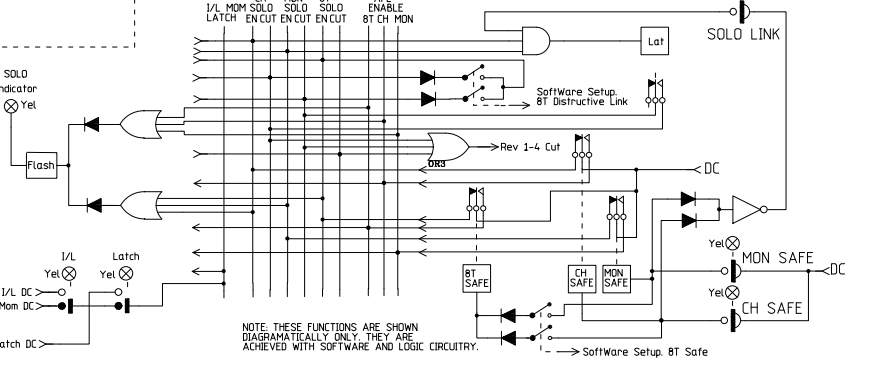 I/L MOM SOLO
LATCH EN CUT EN CUT EN CUT
SOLO
SOLO
ENABLE
8T CH MON
SOLO LINK
Lat
SOLO
ndicator
Yel
SoftWare Setup.
8T Distructive Link
Flash
Rev 1-4 Cut
OR3
DC
I/L
Latch
Yel
Yel
8T
SAFE
CH
SAFE
MON
SAFE
Yel
MON SAFE
DC
Yel
CH SAFE
I/L DC
Mom DC
atch DC
NOTE: THESE FUNCTIONS ARE SHOWN
DIAGRAMATICALLY ONLY. THEY ARE
ACHIEVED WITH SOFTWARE AND LOGIC CIRCUITRY.
SoftWare Setup. 8T Safe